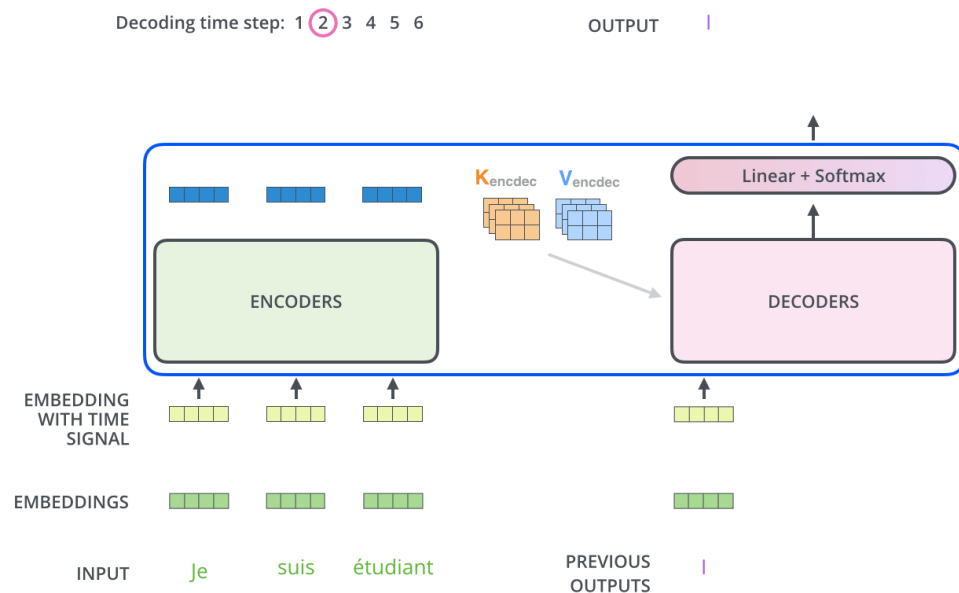 Decoding time step: 1 2 3 4 5 6
OUTPUT I
Kencdec Vencdec
Linear + Softmax
ENCODERS
DECODERS
EMBEDDING
WITH TIME
SIGNAL
EMBEDDINGS
INPUT Je suis étudiant
PREVIOUS
OUTPUTS I